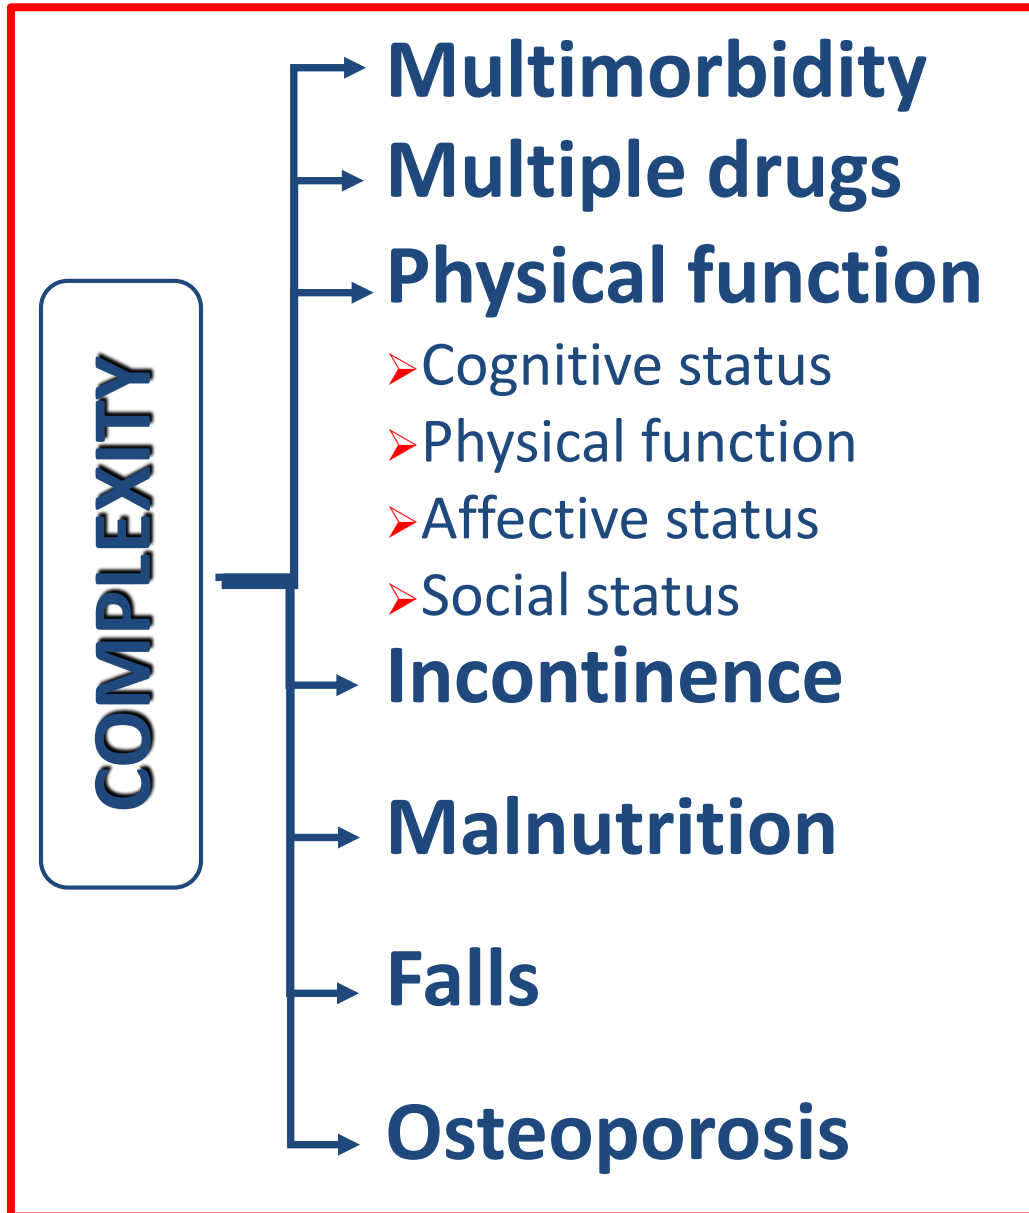 COMPLEXITY
Multimorbidity
Multiple drugs
Physical function
Cognitive status
Physical function
Affective status
Social status
Incontinence
Malnutrition
Falls
Osteoporosis